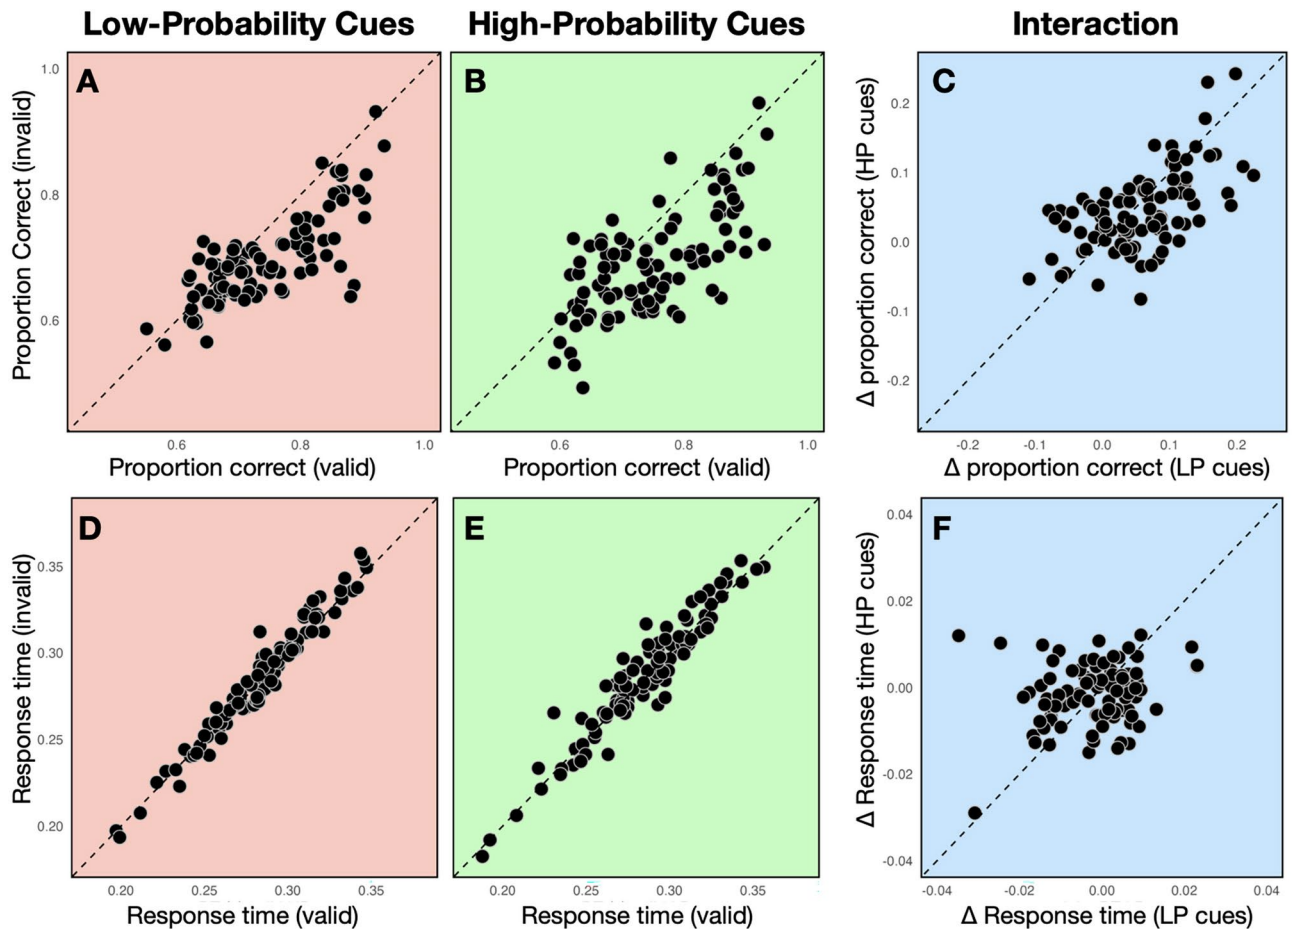 Low-Probability Cues
High-Probability Cues
Interaction
A
B
C
Proportion Correct (invalid)
1.0
0.8
0.6
0.6 0.8 1.0
Proportion correct (valid)
0.6 0.8 1.0
Proportion correct (valid)
Δ proportion correct (HP cues)
0.2
0.1
0.0
-0.1
-0.2
-0.2 -0.1 0.0 0.1 0.2
Δ proportion correct (LP cues)
D
E
F
Response time (invalid)
0.35
0.30
0.25
0.20
0.20 0.25 0.30 0.35
Response time (valid)
0.20 0.25 0.30 0.35
Response time (valid)
Δ Response time (HP cues)
0.04
0.02
0.00
-0.02
-0.04
-0.04 -0.02 0.00 0.02 0.04
Δ Response time (LP cues)